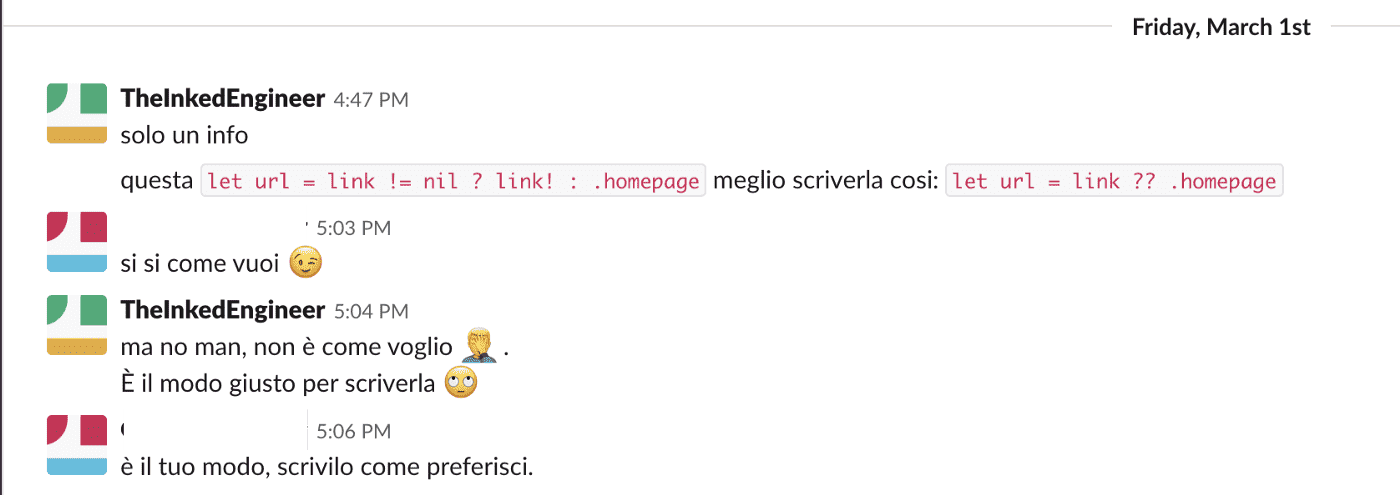 Friday, March 1st
TheInkedEngineer 4:47 PM
solo un info
questa let url = link != nil ? link! : .homepage meglio scriverla cosi: let url = link ?? .homepage
5:03 PM
si si come vuoi 😉
TheInkedEngineer 5:04 PM
ma no man, non è come voglio 🤦‍♂️.
È il modo giusto per scriverla 🙄
5:06 PM
è il tuo modo, scrivilo come preferisci.